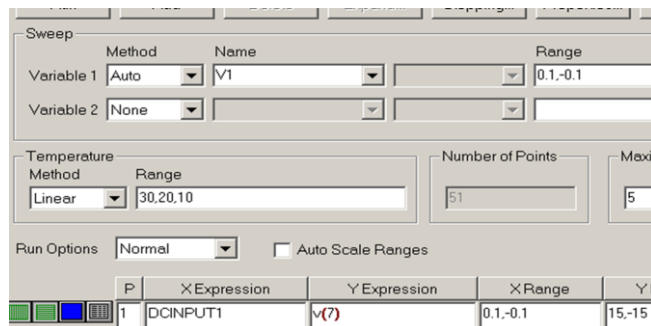 Sweep
Method Name Range
Variable 1 Auto V1 0.1,-0.1
Variable 2 None
Temperature Number of Points
Method Range
Linear 30,20,10 51 5
Run Options Normal Auto Scale Ranges
P X Expression Y Expression X Range
1 DCINPUT1 v(7) 0.1,-0.1 15,-15